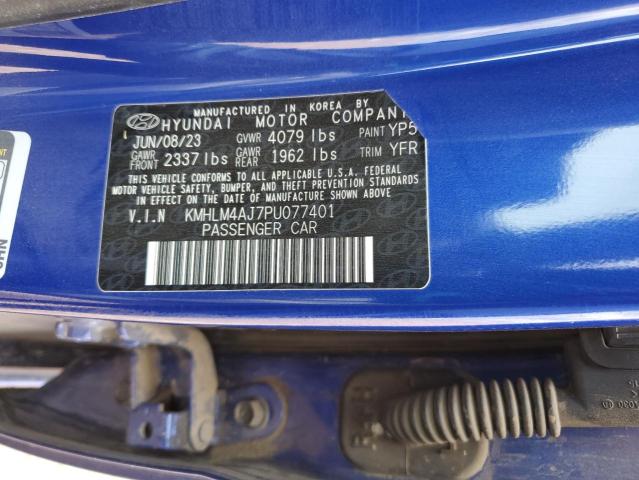 MANUFACTURED IN KOREA BY
HYUNDAI MOTOR COMPANY
JUN/08/23 GVWR 4079 lbs PAINT YP5
GAWR FRONT 2337 lbs GAWR REAR 1962 lbs TRIM YFR
THIS VEHICLE CONFORMS TO ALL APPLICABLE U.S.A. FEDERAL
MOTOR VEHICLE SAFETY, BUMPER, AND THEFT PREVENTION
STANDARDS IN EFFECT ON THE DATE OF MANUFACTURE SHOWN ABOVE.
V.I.N KMHLM4AJ7PU077401
PASSENGER CAR